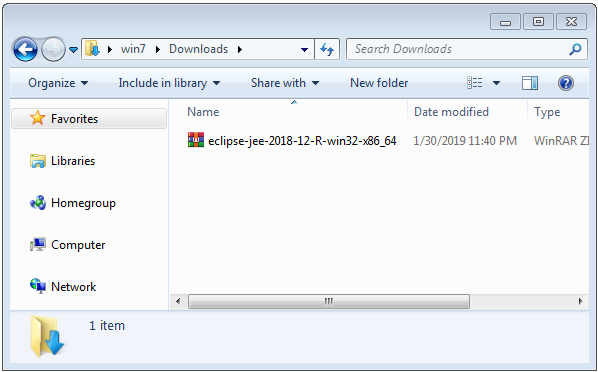 win7 Downloads Search Downloads
Organize Include in library Share with New folder
Name Date modified Type
Favorites
eclipse-jee-2018-12-R-win32-x86_64 1/30/2019 11:40 PM WinRAR
Libraries
Homegroup
Computer
Network
1 item